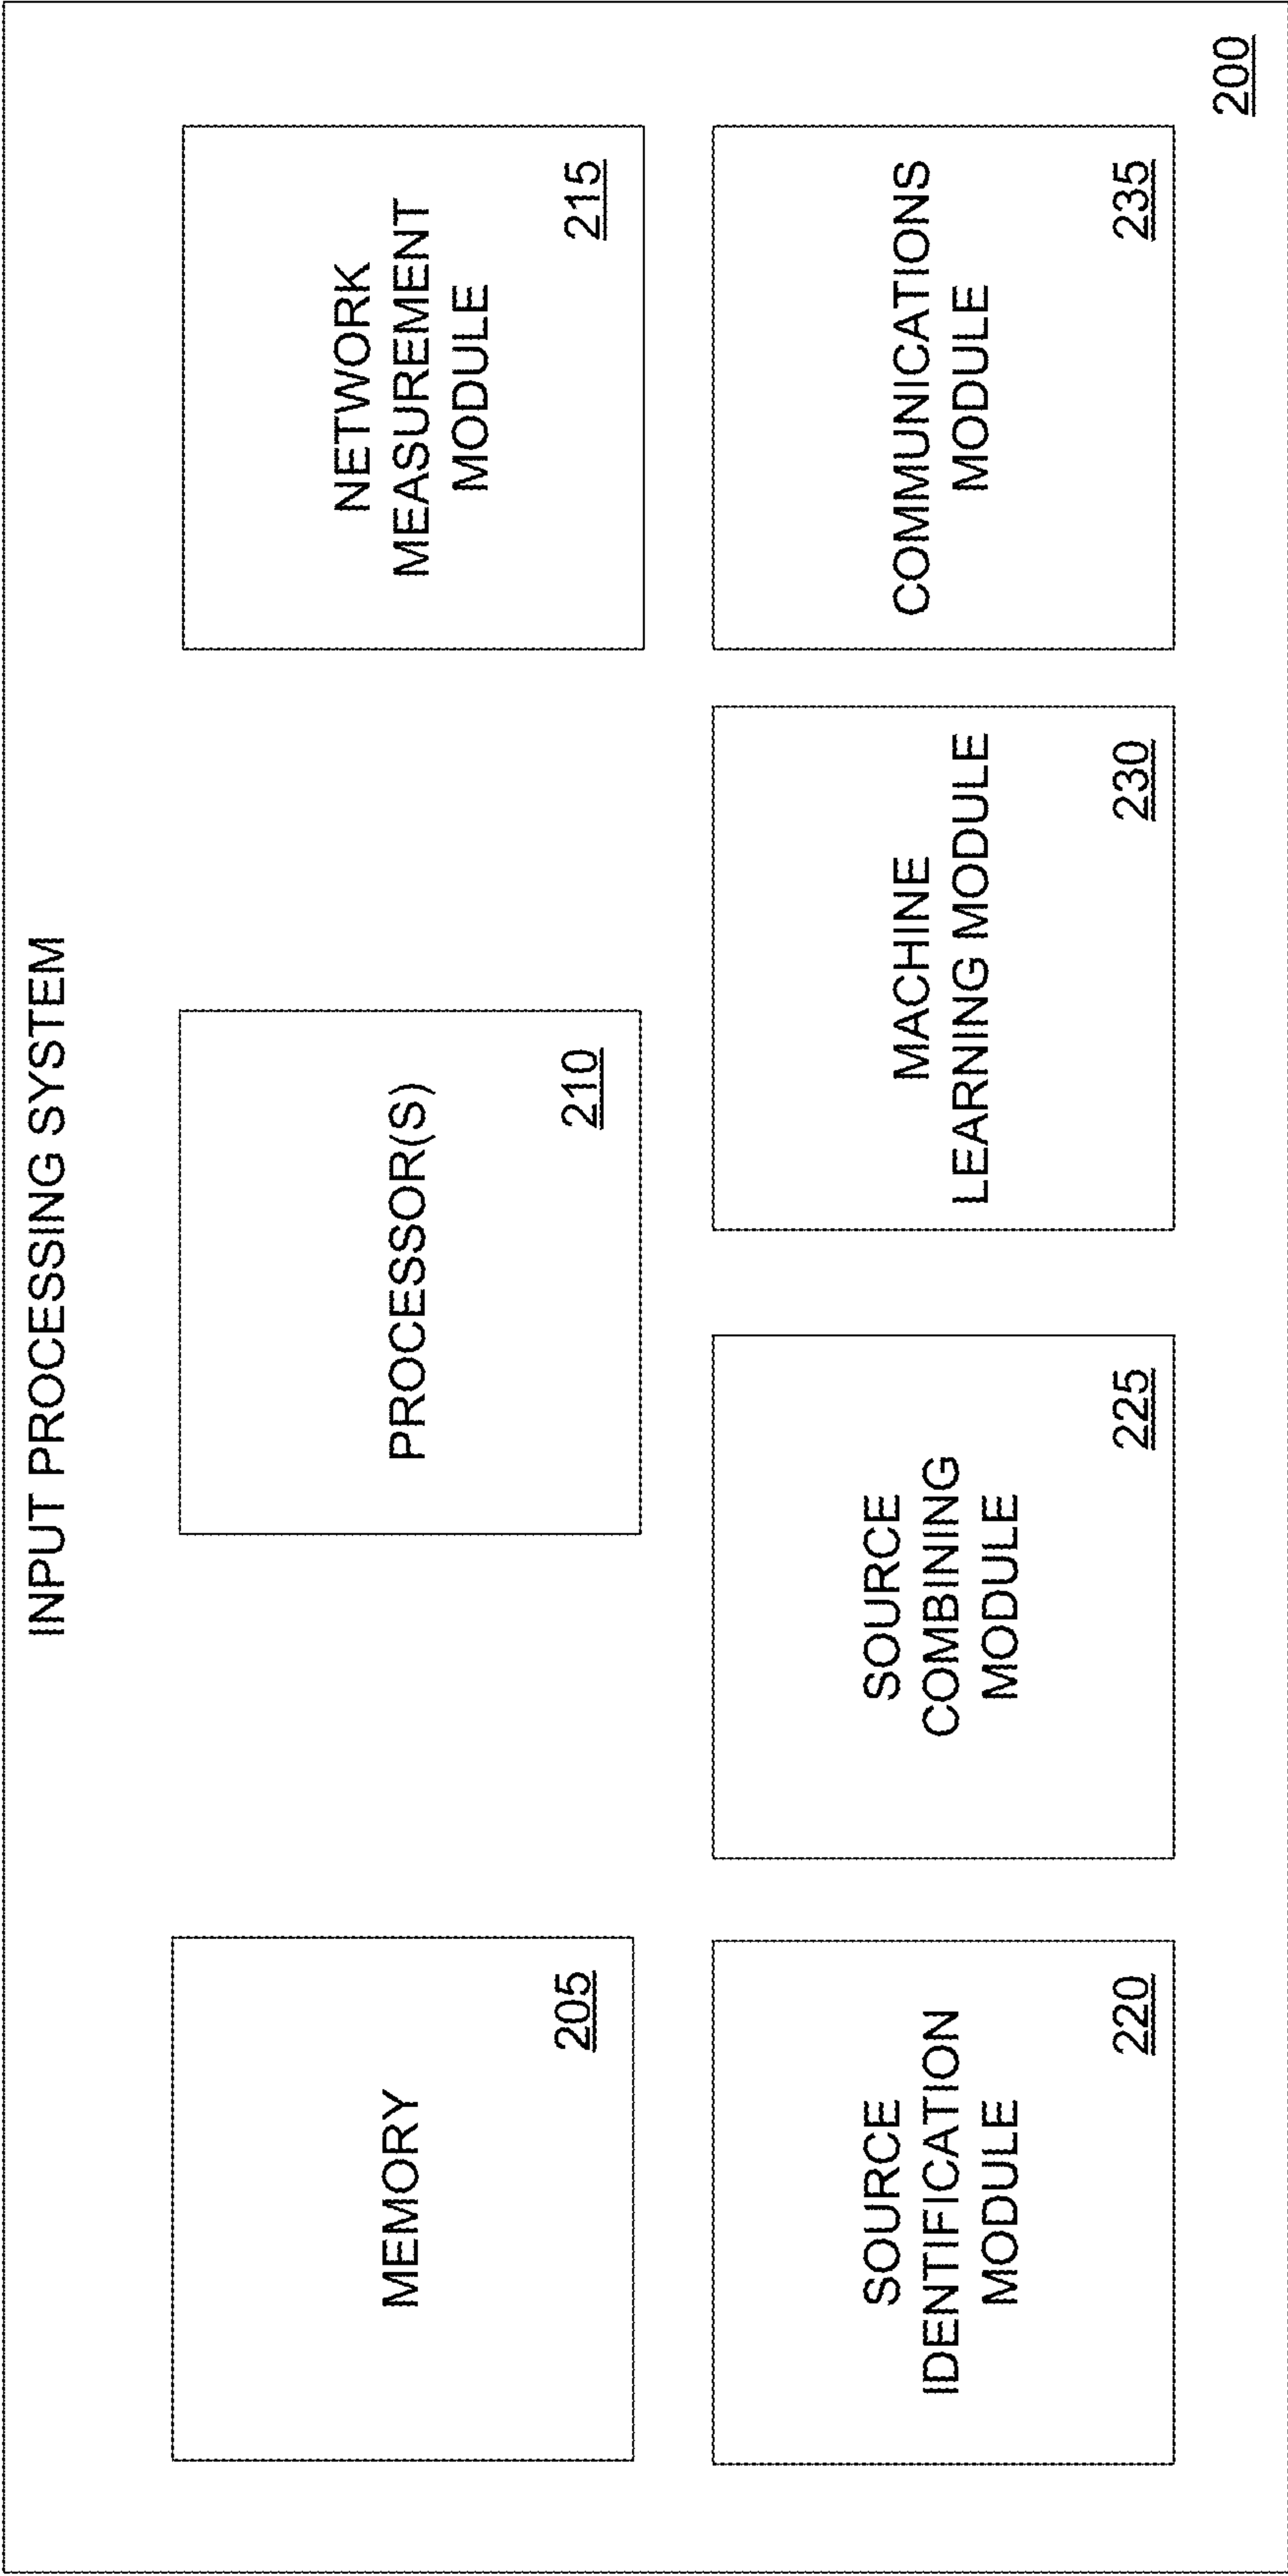 INPUT PROCESSING SYSTEM
MEMORY
205
PROCESSOR(S)
210
NETWORK
MEASUREMENT
MODULE
215
SOURCE
IDENTIFICATION
MODULE
220
SOURCE
COMBINING
MODULE
225
MACHINE
LEARNING MODULE
230
COMMUNICATIONS
MODULE
235
200